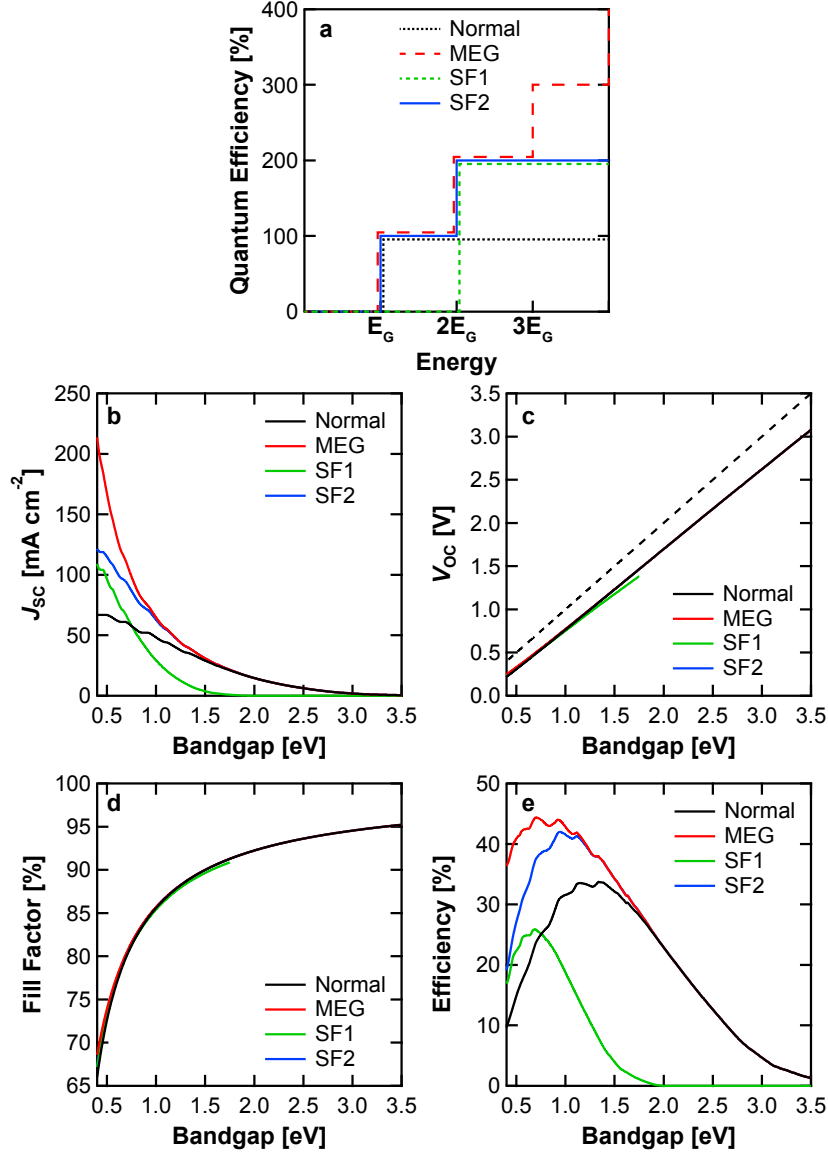 a
Quantum Efficiency [%]
400
300
200
100
0
Normal
MEG
SF1
SF2
E_G 2E_G 3E_G
Energy
b
J_SC [mA cm⁻²]
250
200
150
100
50
0
Normal
MEG
SF1
SF2
0.5 1.0 1.5 2.0 2.5 3.0 3.5
Bandgap [eV]
c
V_OC [V]
3.5
3.0
2.5
2.0
1.5
1.0
0.5
0.0
Normal
MEG
SF1
SF2
0.5 1.0 1.5 2.0 2.5 3.0 3.5
Bandgap [eV]
d
Fill Factor [%]
100
95
90
85
80
75
70
65
Normal
MEG
SF1
SF2
0.5 1.0 1.5 2.0 2.5 3.0 3.5
Bandgap [eV]
e
Efficiency [%]
50
40
30
20
10
0
Normal
MEG
SF1
SF2
0.5 1.0 1.5 2.0 2.5 3.0 3.5
Bandgap [eV]